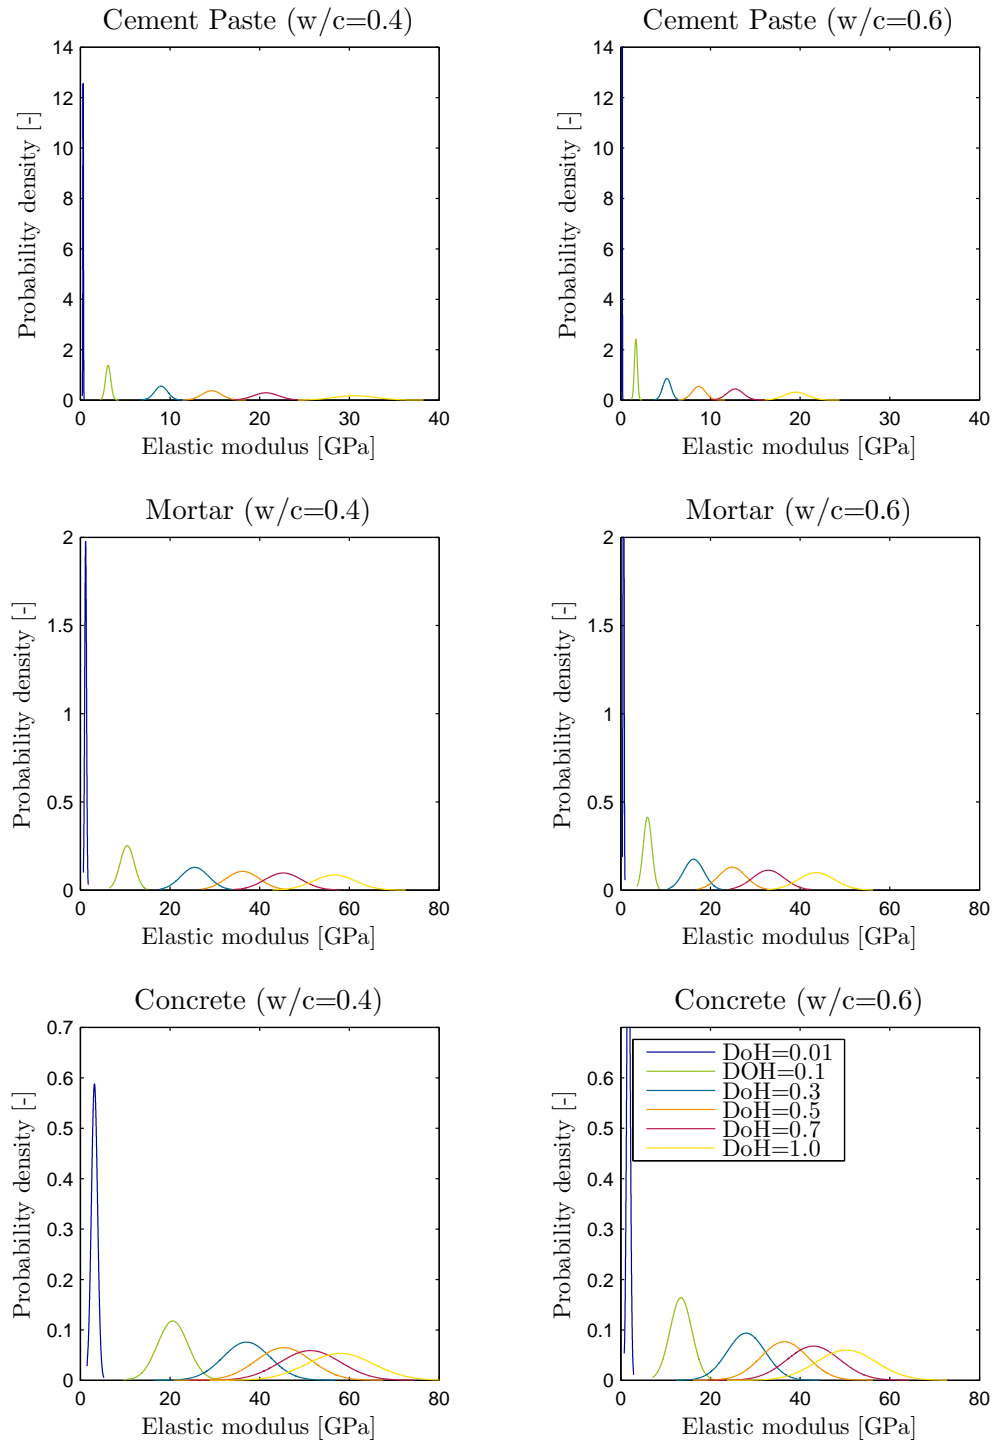 Cement Paste (w/c=0.4)
14
12
10
8
6
4
2
0
Probability density [-]
0 10 20 30 40
Elastic modulus [GPa]
Cement Paste (w/c=0.6)
14
12
10
8
6
4
2
0
Probability density [-]
0 10 20 30 40
Elastic modulus [GPa]
Mortar (w/c=0.4)
2
1.5
1
0.5
0
Probability density [-]
0 20 40 60 80
Elastic modulus [GPa]
Mortar (w/c=0.6)
2
1.5
1
0.5
0
Probability density [-]
0 20 40 60 80
Elastic modulus [GPa]
Concrete (w/c=0.4)
0.7
0.6
0.5
0.4
0.3
0.2
0.1
0
Probability density [-]
0 20 40 60 80
Elastic modulus [GPa]
Concrete (w/c=0.6)
0.6
0.5
0.4
0.3
0.2
0.1
0
Probability density [-]
DoH=0.01
DOH=0.1
DoH=0.3
DoH=0.5
DoH=0.7
DoH=1.0
0 20 40 60 80
Elastic modulus [GPa]